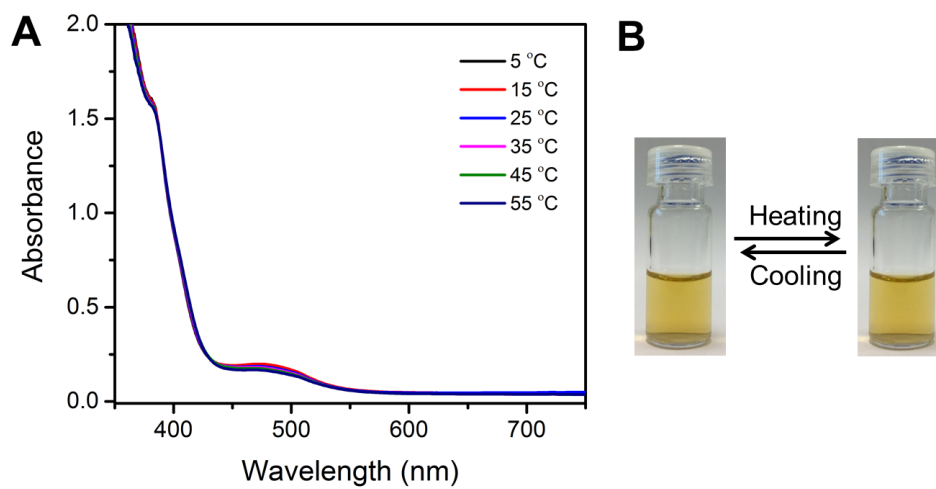 A
B
2.0
1.5
1.0
0.5
0.0
Absorbance
400
500
600
700
Wavelength (nm)
5 °C
15 °C
25 °C
35 °C
45 °C
55 °C
Heating
Cooling